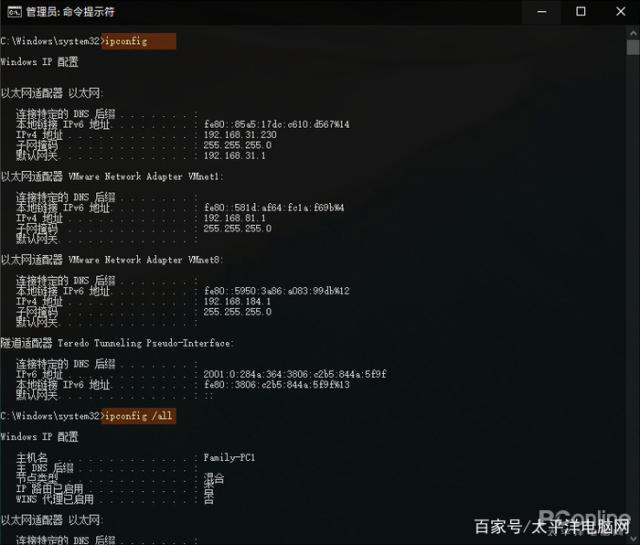 管理员: 命令提示符
C:\Windows\system32>ipconfig
Windows IP 配置
以太网适配器 以太网:
连接特定的 DNS 后缀 . . . . . . . :
本地链接 IPv6 地址. . . . . . . . : fe80::85a5:17dc:c610:d567%14
IPv4 地址 . . . . . . . . . . . . : 192.168.31.230
子网掩码 . . . . . . . . . . . . : 255.255.255.0
默认网关. . . . . . . . . . . . . : 192.168.31.1
以太网适配器 VMware Network Adapter VMnet1:
连接特定的 DNS 后缀 . . . . . . . :
本地链接 IPv6 地址. . . . . . . . : fe80::581d:af64:fc1a:f69b%4
IPv4 地址 . . . . . . . . . . . . : 192.168.81.1
子网掩码 . . . . . . . . . . . . : 255.255.255.0
默认网关. . . . . . . . . . . . . :
以太网适配器 VMware Network Adapter VMnet8:
连接特定的 DNS 后缀 . . . . . . . :
本地链接 IPv6 地址. . . . . . . . : fe80::5950:3a86:a083:99db%12
IPv4 地址 . . . . . . . . . . . . : 192.168.184.1
子网掩码 . . . . . . . . . . . . : 255.255.255.0
默认网关. . . . . . . . . . . . . :
隧道适配器 Teredo Tunneling Pseudo-Interface:
连接特定的 DNS 后缀 . . . . . . . :
IPv6 地址 . . . . . . . . . . . . : 2001:0:284a:364:3806:c2b5:844a:5f9f
本地链接 IPv6 地址. . . . . . . . : fe80::3806:c2b5:844a:5f9f%13
默认网关. . . . . . . . . . . . . : ::
C:\Windows\system32>ipconfig /all
Windows IP 配置
主机名 . . . . . . . . . . . . . : Family-PC1
主 DNS 后缀 . . . . . . . . . . . :
节点类型 . . . . . . . . . . . . : 混合
IP 路由已启用 . . . . . . . . . . :
WINS 代理已启用 . . . . . . . . . : 否
以太网适配器 以太网:
连接特定的 DNS 后缀 . . . . . . . :
PConline
百家号/太平洋电脑网